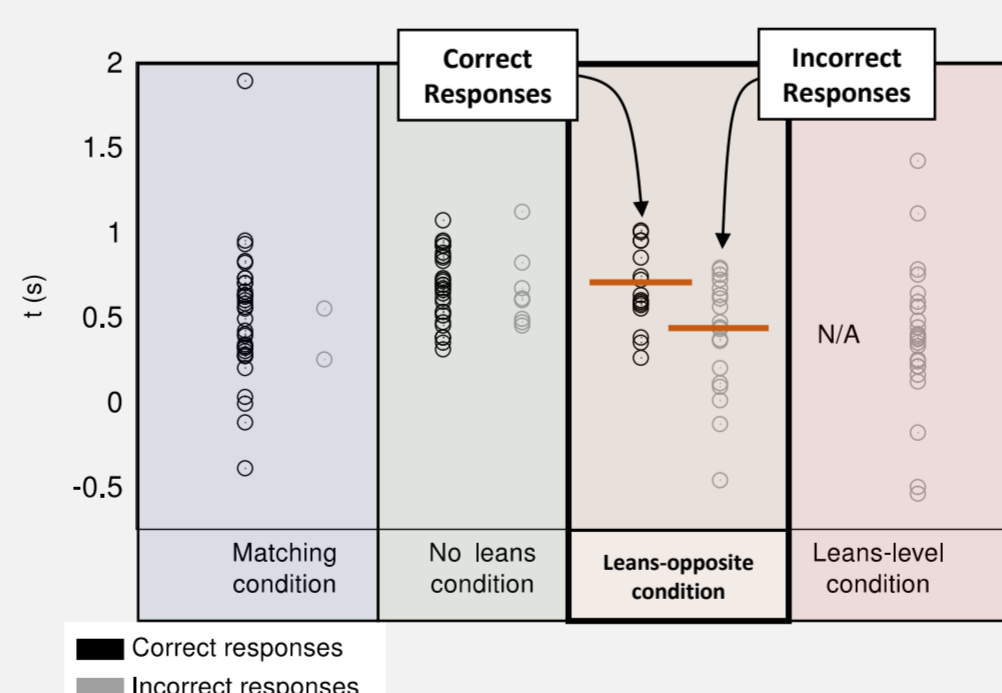 Correct
Responses
Incorrect
Responses
2
1.5
1
0.5
0
-0.5
t (s)
N/A
Matching
condition
No leans
condition
Leans-opposite
condition
Leans-level
condition
Correct responses
Incorrect responses